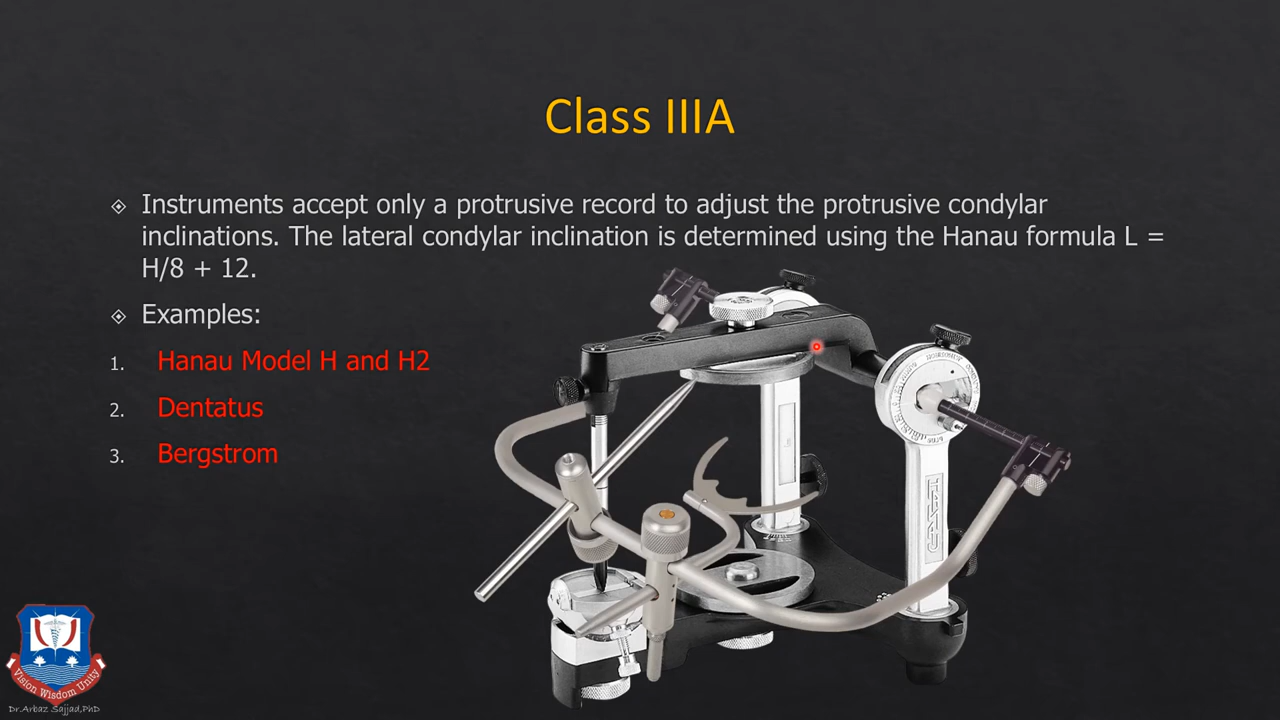 Class IIIA
Instruments accept only a protrusive record to adjust the protrusive condylar
inclinations. The lateral condylar inclination is determined using the Hanau formula L =
H/8 + 12.
Examples:
1. Hanau Model H and H2
2. Dentatus
3. Bergstrom
Vision Wisdom Unity
Dr.Arbaz Sajjad,PhD